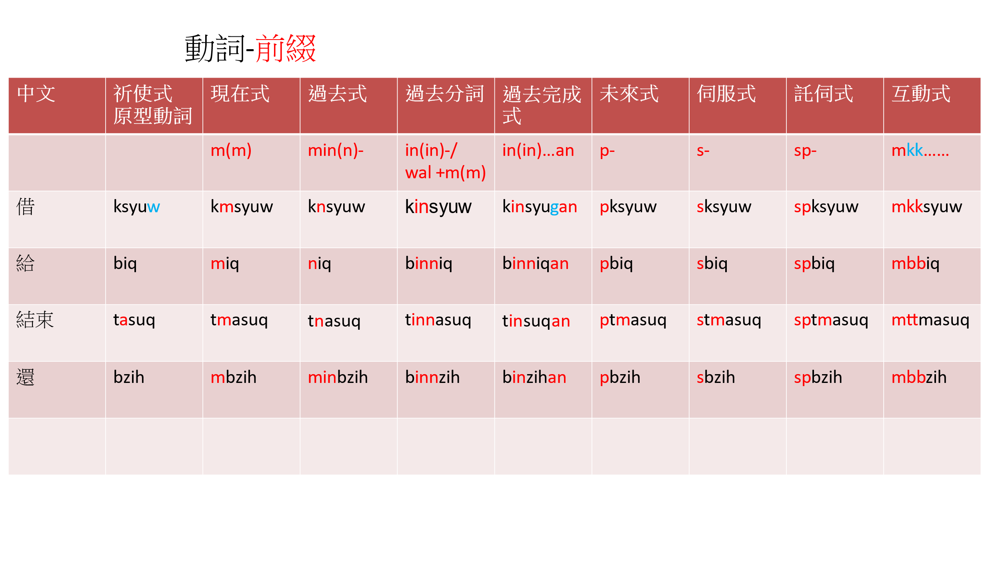 動詞-前綴
中文 祈使式 現在式 過去式 過去分詞 過去完成 未來式 伺服式 託伺式 互動式
原型動詞 式
m(m) min(n)- in(in)-/ in(in)...an p- s- sp- mkk......
wal +m(m)
借 ksyuw kmsyuw knsyuw kinsyuw kinsyugan pksyuw sksyuw spksyuw mkksyuw
給 biq miq niq binniq binniqan pbiq sbiq spbiq mbbiq
結束 tasuq tmasuq tnasuq tinnasuq tinsuqan ptmasuq stmasuq sptmasuq mttmasuq
還 bzih mbzih minbzih binnzih binzihan pbzih sbzih spbzih mbbzih